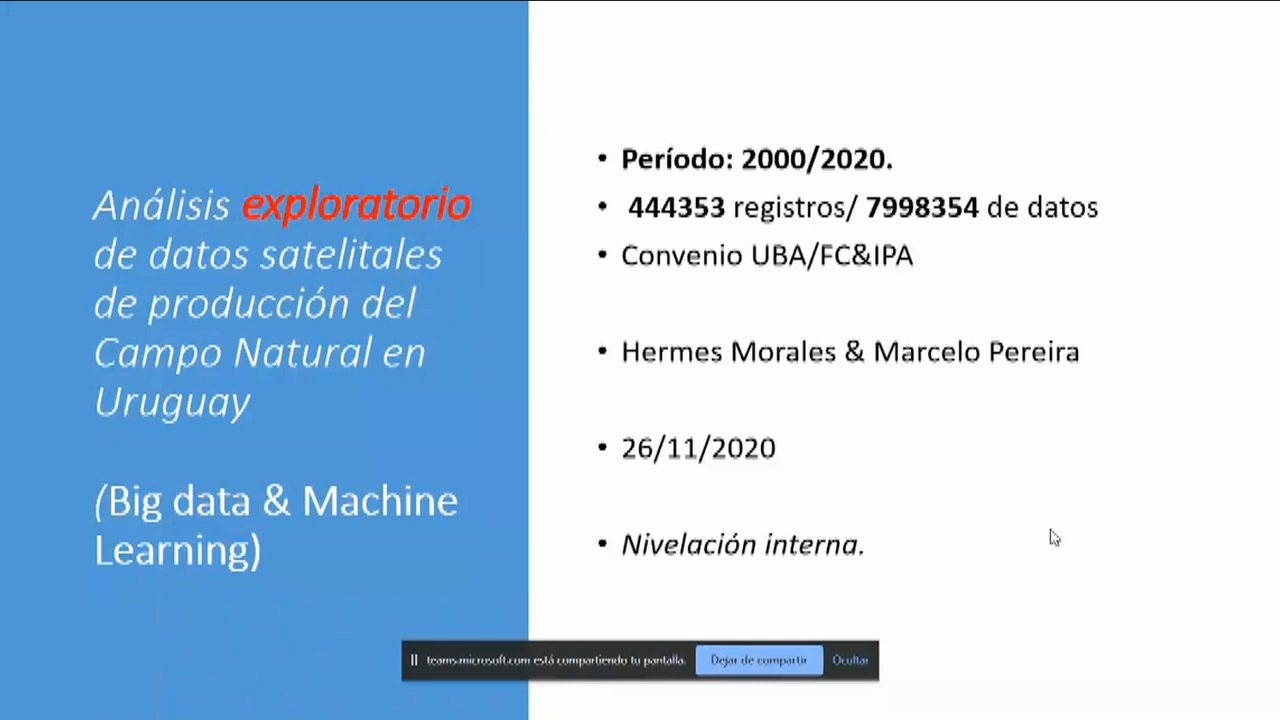 Análisis exploratorio
de datos satelitales
de producción del
Campo Natural en
Uruguay
(Big data & Machine
Learning)
• Período: 2000/2020.
• 444353 registros/ 7998354 de datos
• Convenio UBA/FC&IPA
• Hermes Morales & Marcelo Pereira
• 26/11/2020
• Nivelación interna.
teams.microsoft.com está compartiendo tu pantalla.
Dejar de compartir
Ocultar